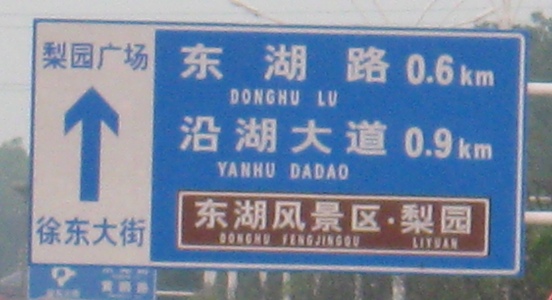 梨园广场
徐东大街
东湖路 0.6km
DONGHU LU
沿湖大道 0.9km
YANHU DADAO
东湖风景区·梨园
DONGHU FENGJINGQU LIYUAN